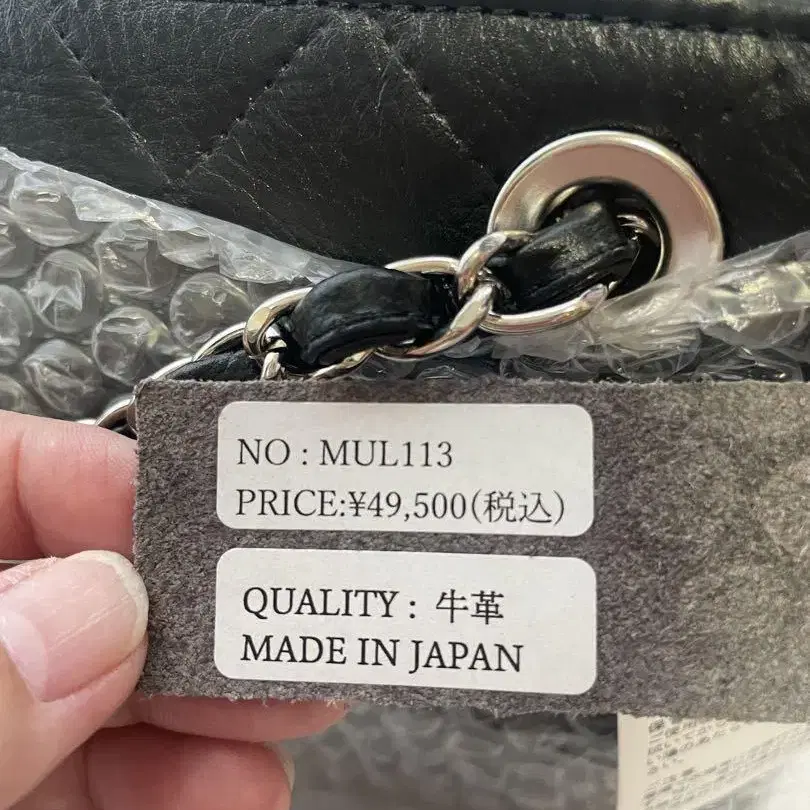 NO : MUL113
PRICE:¥49,500(税込)
QUALITY : 牛革
MADE IN JAPAN